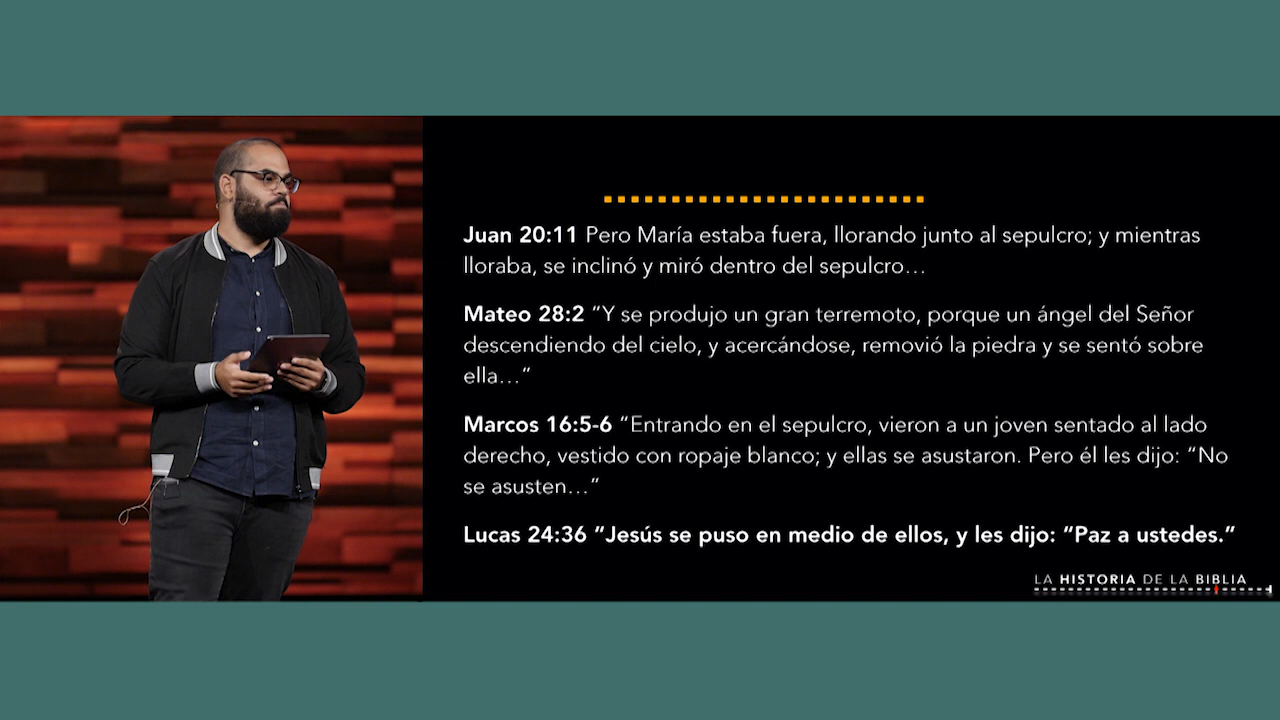 Juan 20:11 Pero María estaba fuera, llorando junto al sepulcro; y mientras
lloraba, se inclinó y miró dentro del sepulcro…
Mateo 28:2 “Y se produjo un gran terremoto, porque un ángel del Señor
descendiendo del cielo, y acercándose, removió la piedra y se sentó sobre
ella…”
Marcos 16:5-6 “Entrando en el sepulcro, vieron a un joven sentado al lado
derecho, vestido con ropaje blanco; y ellas se asustaron. Pero él les dijo: “No
se asusten…”
Lucas 24:36 “Jesús se puso en medio de ellos, y les dijo: “Paz a ustedes.”
LA HISTORIA DE LA BIBLIA